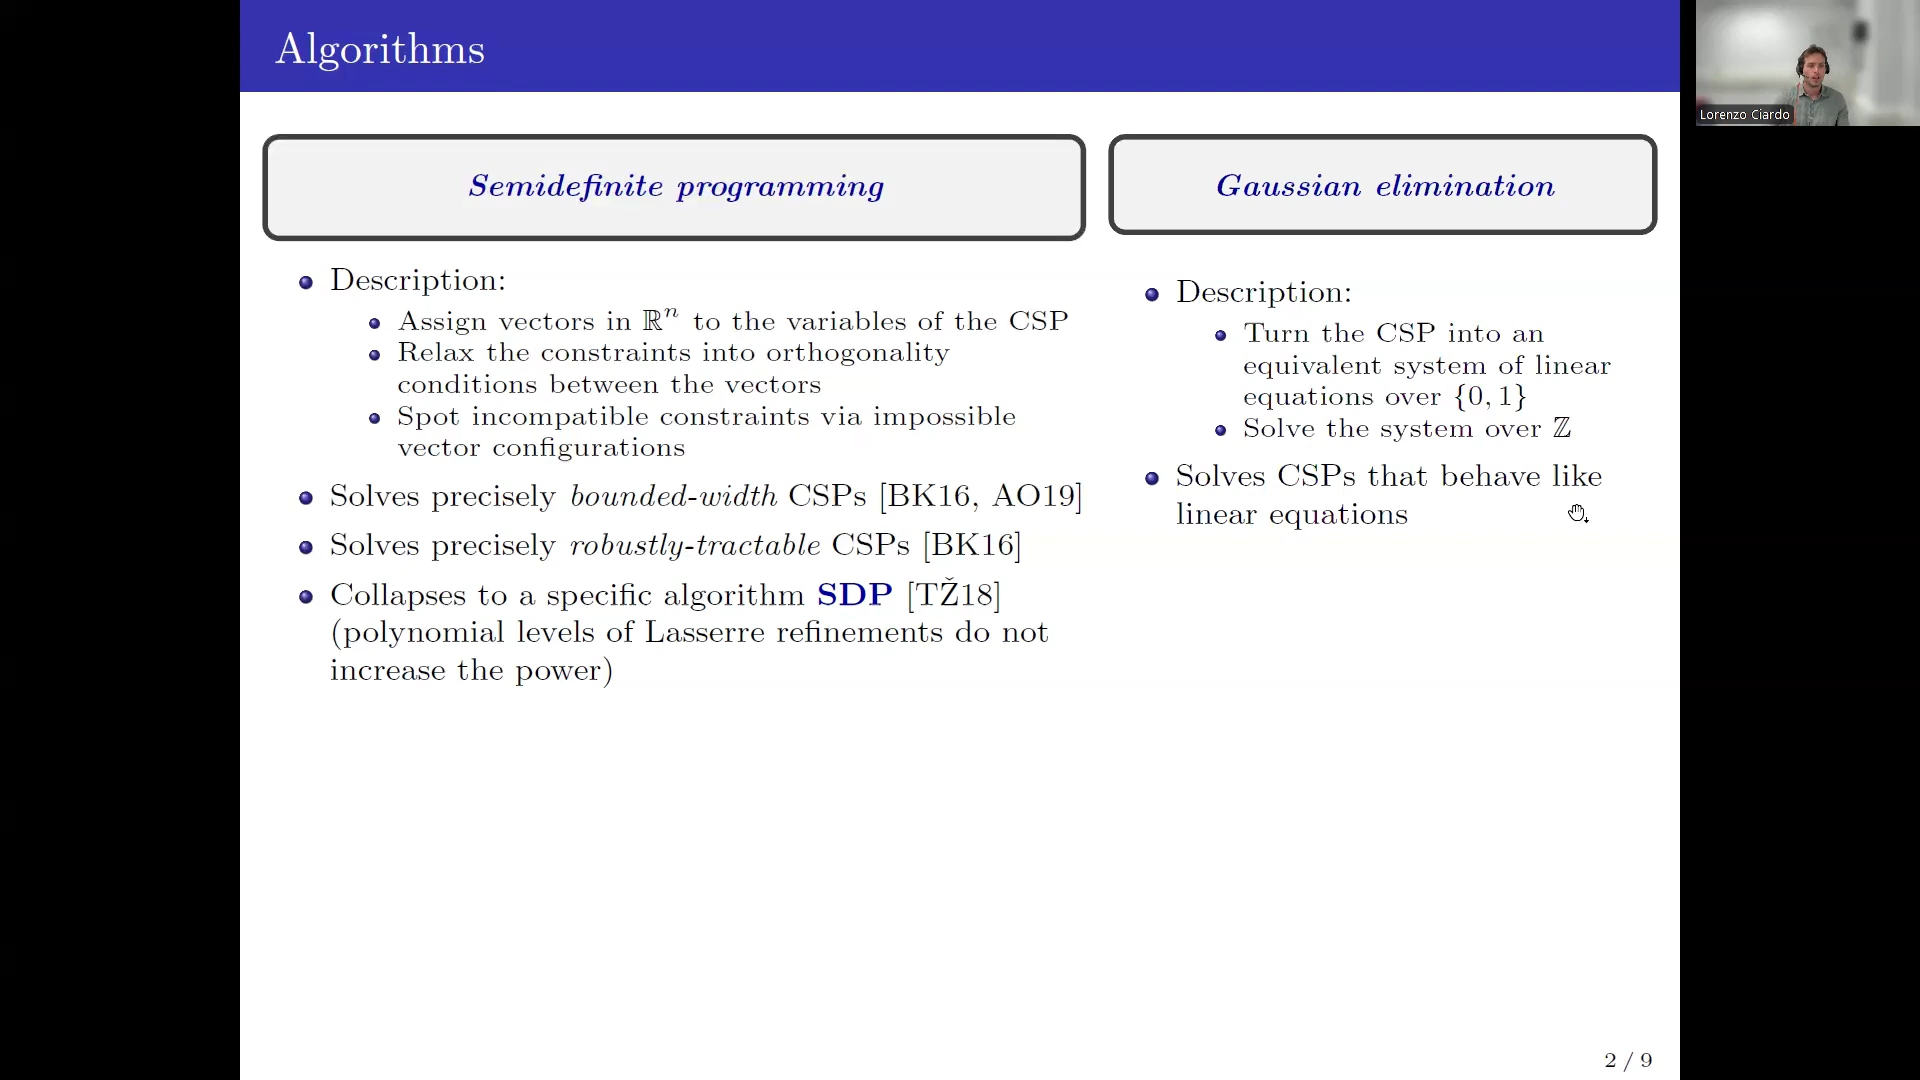 Algorithms
Semidefinite programming
Description:
Assign vectors in ℝⁿ to the variables of the CSP
Relax the constraints into orthogonality
conditions between the vectors
Spot incompatible constraints via impossible
vector configurations
Solves precisely bounded-width CSPs [BK16, AO19]
Solves precisely robustly-tractable CSPs [BK16]
Collapses to a specific algorithm SDP [TŽ18]
(polynomial levels of Lasserre refinements do not
increase the power)
Gaussian elimination
Description:
Turn the CSP into an
equivalent system of linear
equations over {0, 1}
Solve the system over ℤ
Solves CSPs that behave like
linear equations
2 / 9
Lorenzo Ciardo